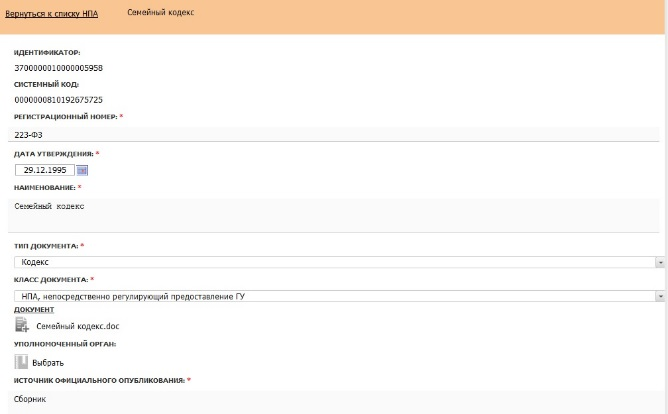 Вернуться к списку НПА Семейный кодекс
ИДЕНТИФИКАТОР:
3700000010000005958
СИСТЕМНЫЙ КОД:
0000000810192675725
РЕГИСТРАЦИОННЫЙ НОМЕР: *
223-ФЗ
ДАТА УТВЕРЖДЕНИЯ: *
29.12.1995
НАИМЕНОВАНИЕ: *
Семейный кодекс
ТИП ДОКУМЕНТА: *
Кодекс
КЛАСС ДОКУМЕНТА: *
НПА, непосредственно регулирующий предоставление ГУ
ДОКУМЕНТ
Семейный кодекс.doc
УПОЛНОМОЧЕННЫЙ ОРГАН:
Выбрать
ИСТОЧНИК ОФИЦИАЛЬНОГО ОПУБЛИКОВАНИЯ: *
Сборник